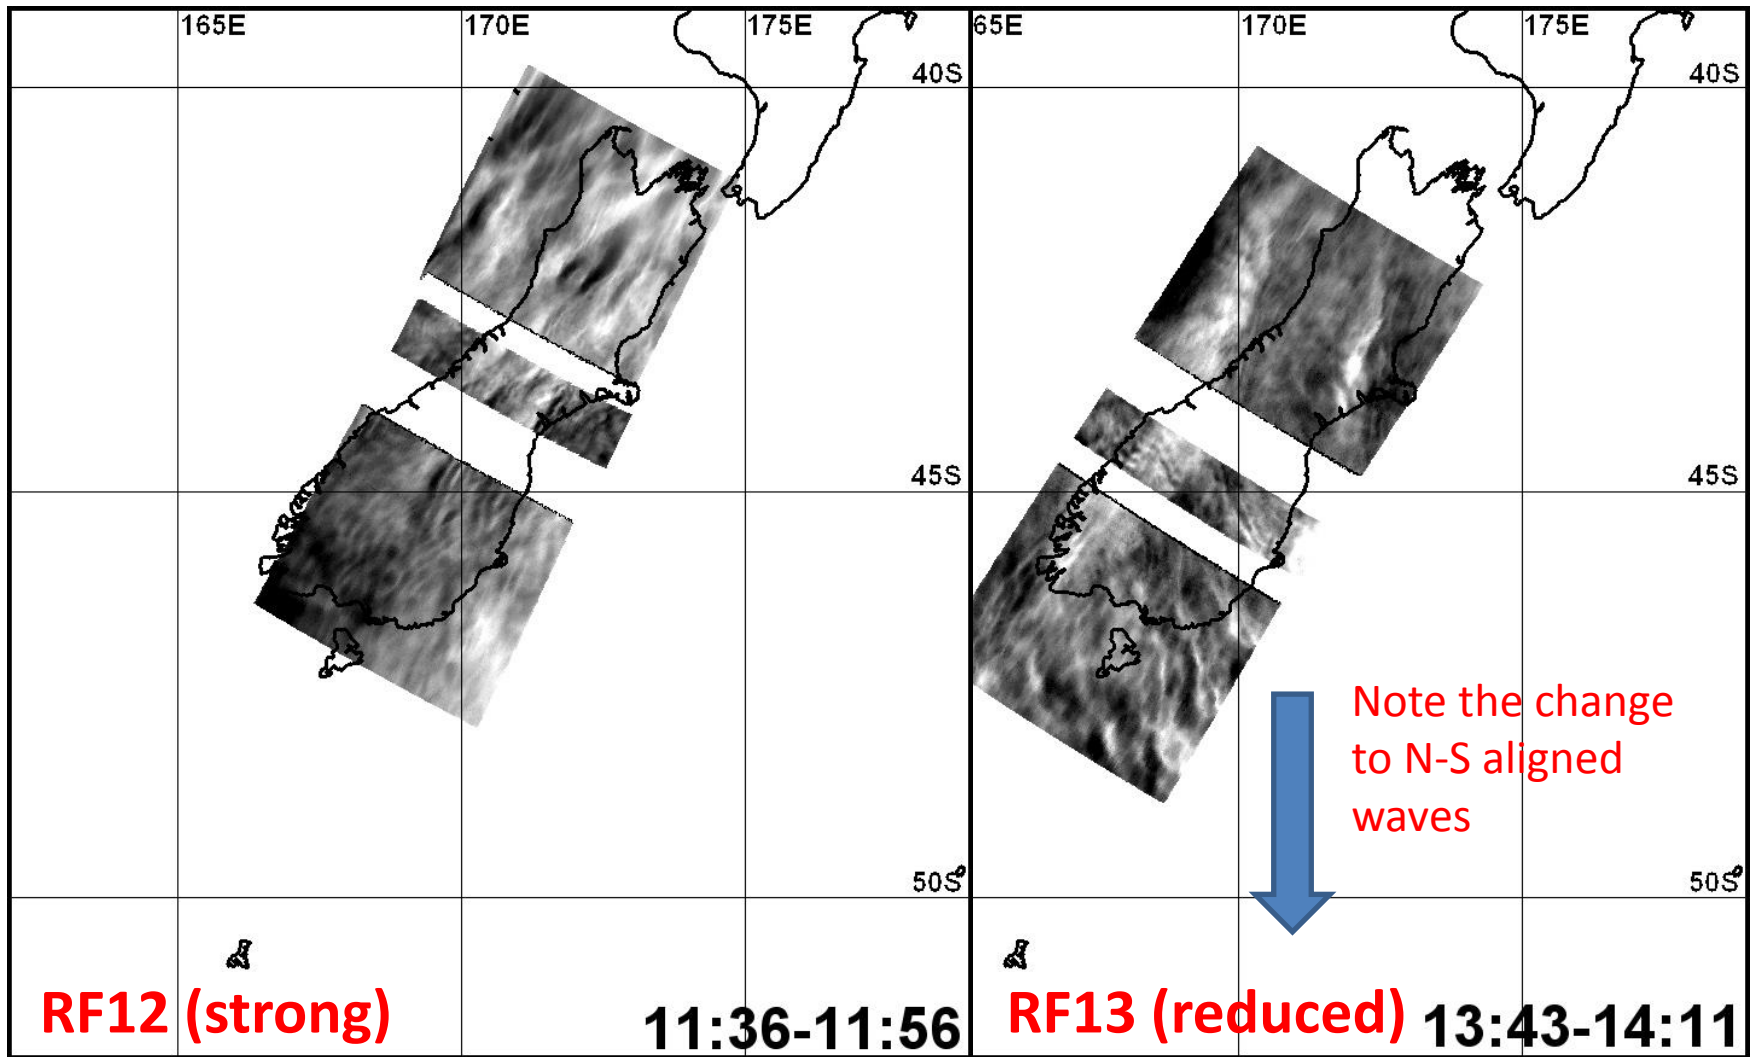 165E 170E 175E
40S
45S
50S
RF12 (strong)
11:36-11:56
65E 170E 175E
40S
45S
Note the change
to N-S aligned
waves
50S
RF13 (reduced)
13:43-14:11